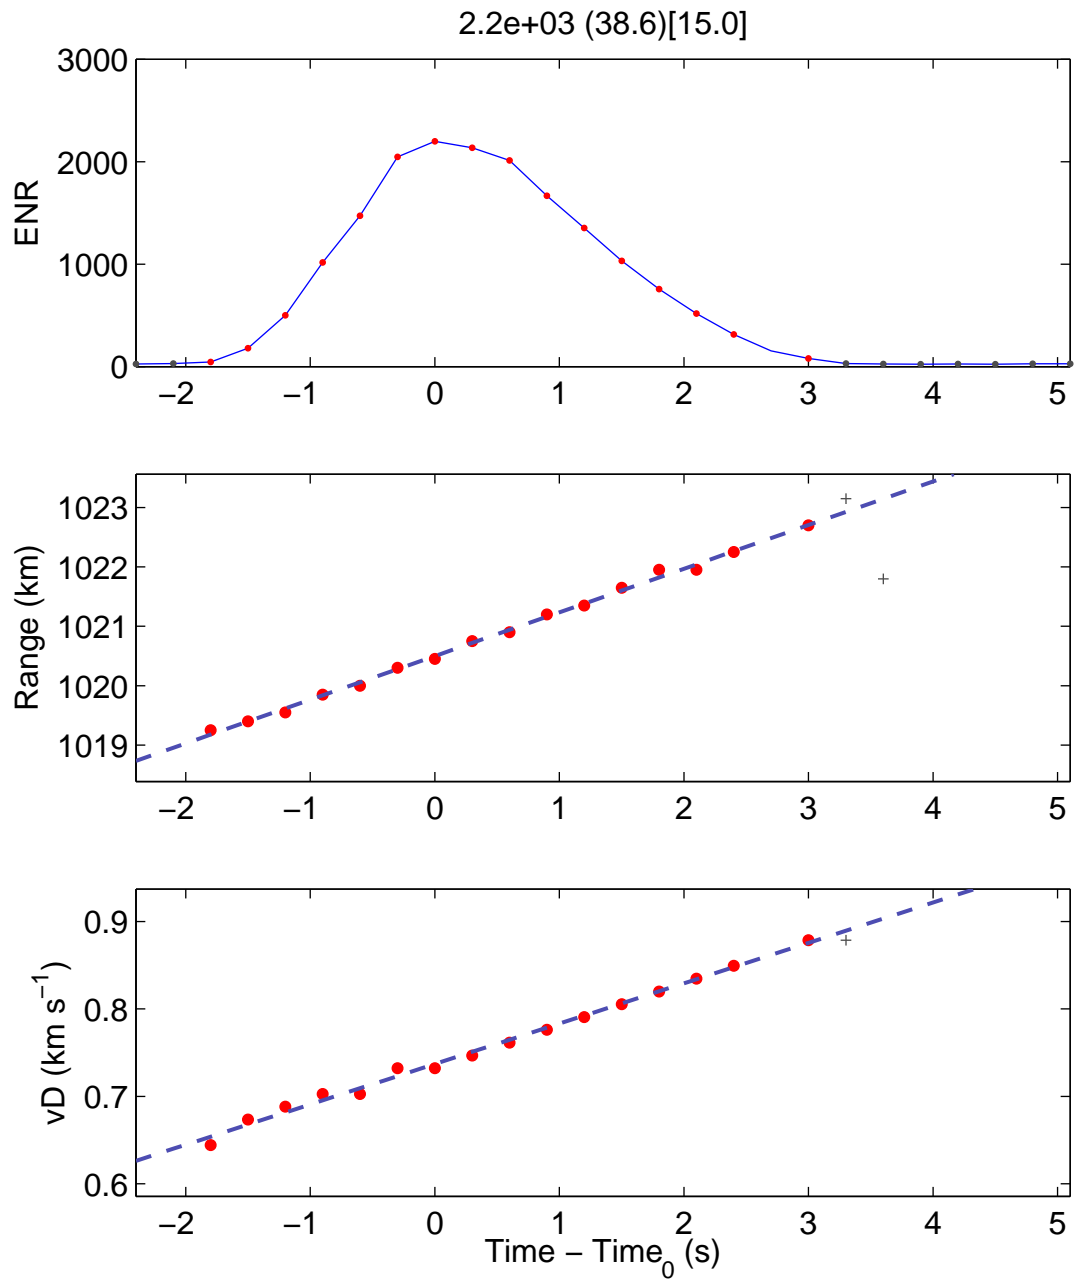 2.2e+03 (38.6)[15.0]
3000
2000
1000
0
ENR
−2 −1 0 1 2 3 4 5
1023
1022
1021
1020
1019
Range (km)
−2 −1 0 1 2 3 4 5
0.9
0.8
0.7
0.6
vD (km s⁻¹)
−2 −1 0 1 2 3 4 5
Time − Time₀ (s)